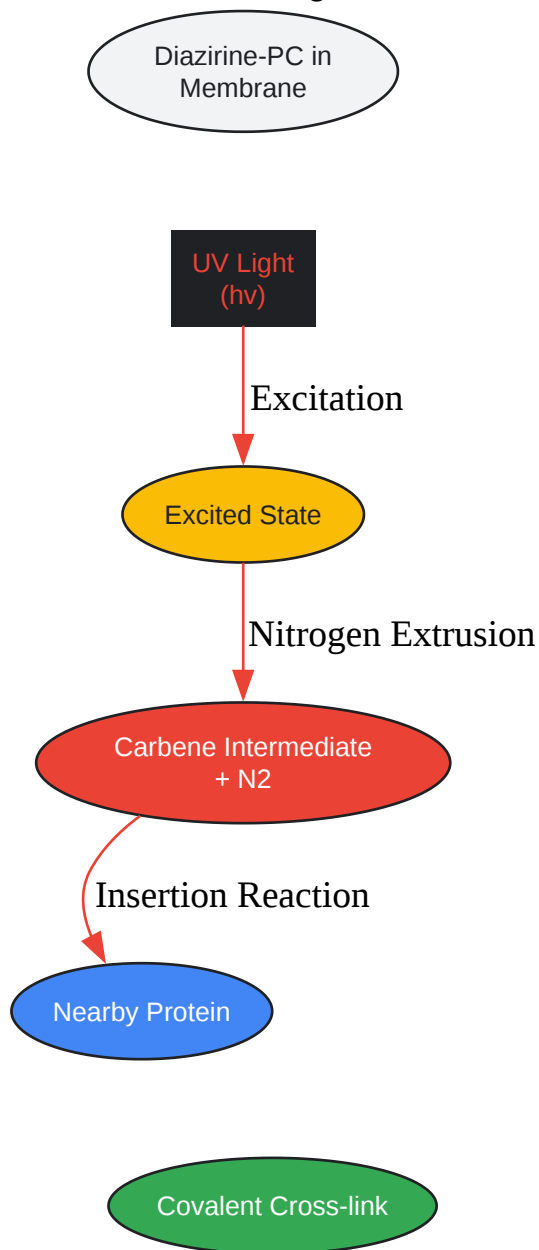 Diazirine-PC in
Membrane
UV Light
(hv)
Excitation
Excited State
Nitrogen Extrusion
Carbene Intermediate
+ N2
Insertion Reaction
Nearby Protein
Covalent Cross-link